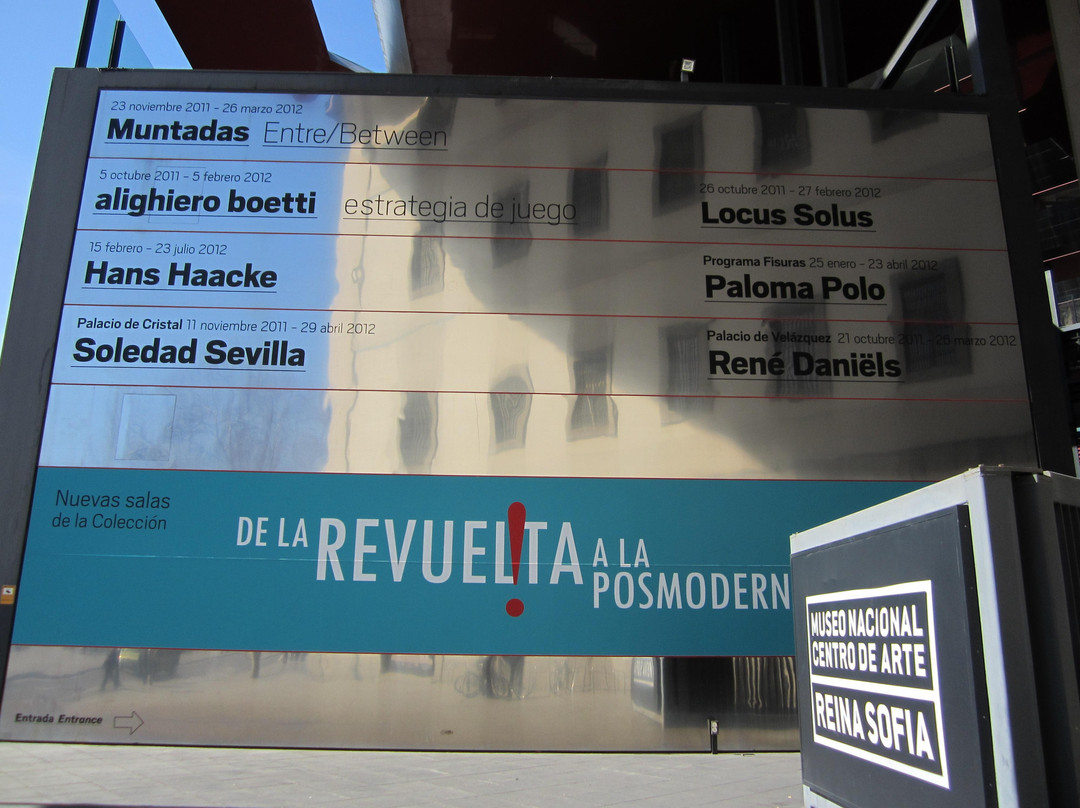 23 noviembre 2011 - 26 marzo 2012
Muntadas Entre/Between
5 octubre 2011 - 5 febrero 2012
alighiero boetti estrategia de juego
15 febrero - 23 julio 2012
Hans Haacke
Palacio de Cristal 11 noviembre 2011 - 29 abril 2012
Soledad Sevilla
26 octubre 2011 - 27 febrero 2012
Locus Solus
Programa Fisuras 25 enero - 23 abril 2012
Paloma Polo
Palacio de Velázquez 21 octubre 2011 - 26 marzo 2012
René Daniëls
Nuevas salas
de la Colección
DE LA REVUELTA A LA
POSMODERN
Entrada Entrance
MUSEO NACIONAL
CENTRO DE ARTE
REINA SOFIA